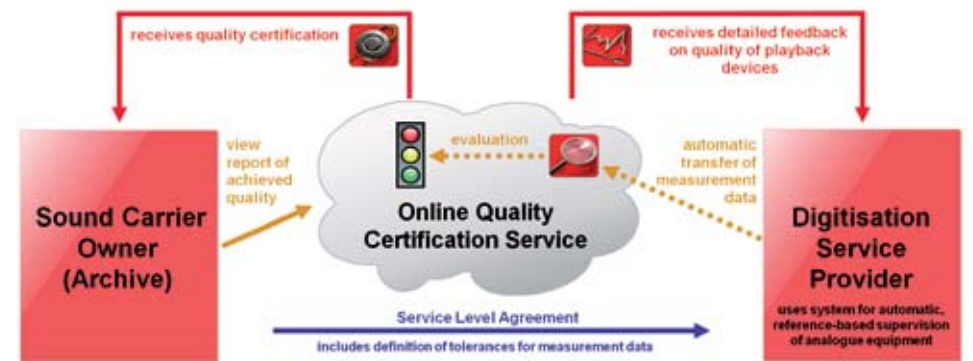 receives quality certification
receives detailed feedback
on quality of playback
devices
view
report of
achieved
quality
evaluation
automatic
transfer of
measurement
data
Sound Carrier
Owner
(Archive)
Online Quality
Certification Service
Digitisation
Service
Provider
uses system for automatic,
reference-based supervision
of analogue equipment
Service Level Agreement
includes definition of tolerances for measurement data